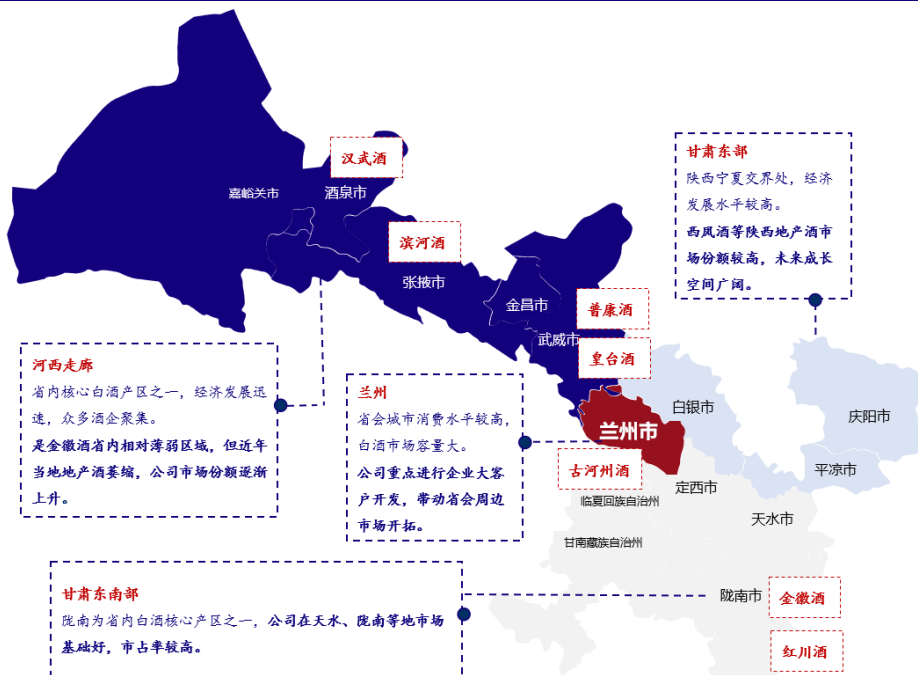 汉武酒
嘉峪关市
酒泉市
滨河酒
张掖市
金昌市
普康酒
武威市
皇台酒
甘肃东部
陕西宁夏交界处，经济
发展水平较高。
西凤酒等陕西地产酒市
场份额较高，未来成长
空间广阔。
河西走廊
省内核心白酒产区之一，经济发展迅
速，众多酒企聚集。
是金徽酒省内相对薄弱区域，但近年
当地地产酒萎缩，公司市场份额逐渐
上升。
兰州
省会城市消费水平较高，
白酒市场容量大。
公司重点进行企业大客
户开发，带动省会周边
市场开拓。
白银市
兰州市
庆阳市
平凉市
古河州酒
定西市
临夏回族自治州
天水市
甘南藏族自治州
甘肃东南部
陇南为省内白酒核心产区之一，公司在天水、陇南等地市场
基础好，市占率较高。
陇南市
金徽酒
红川酒